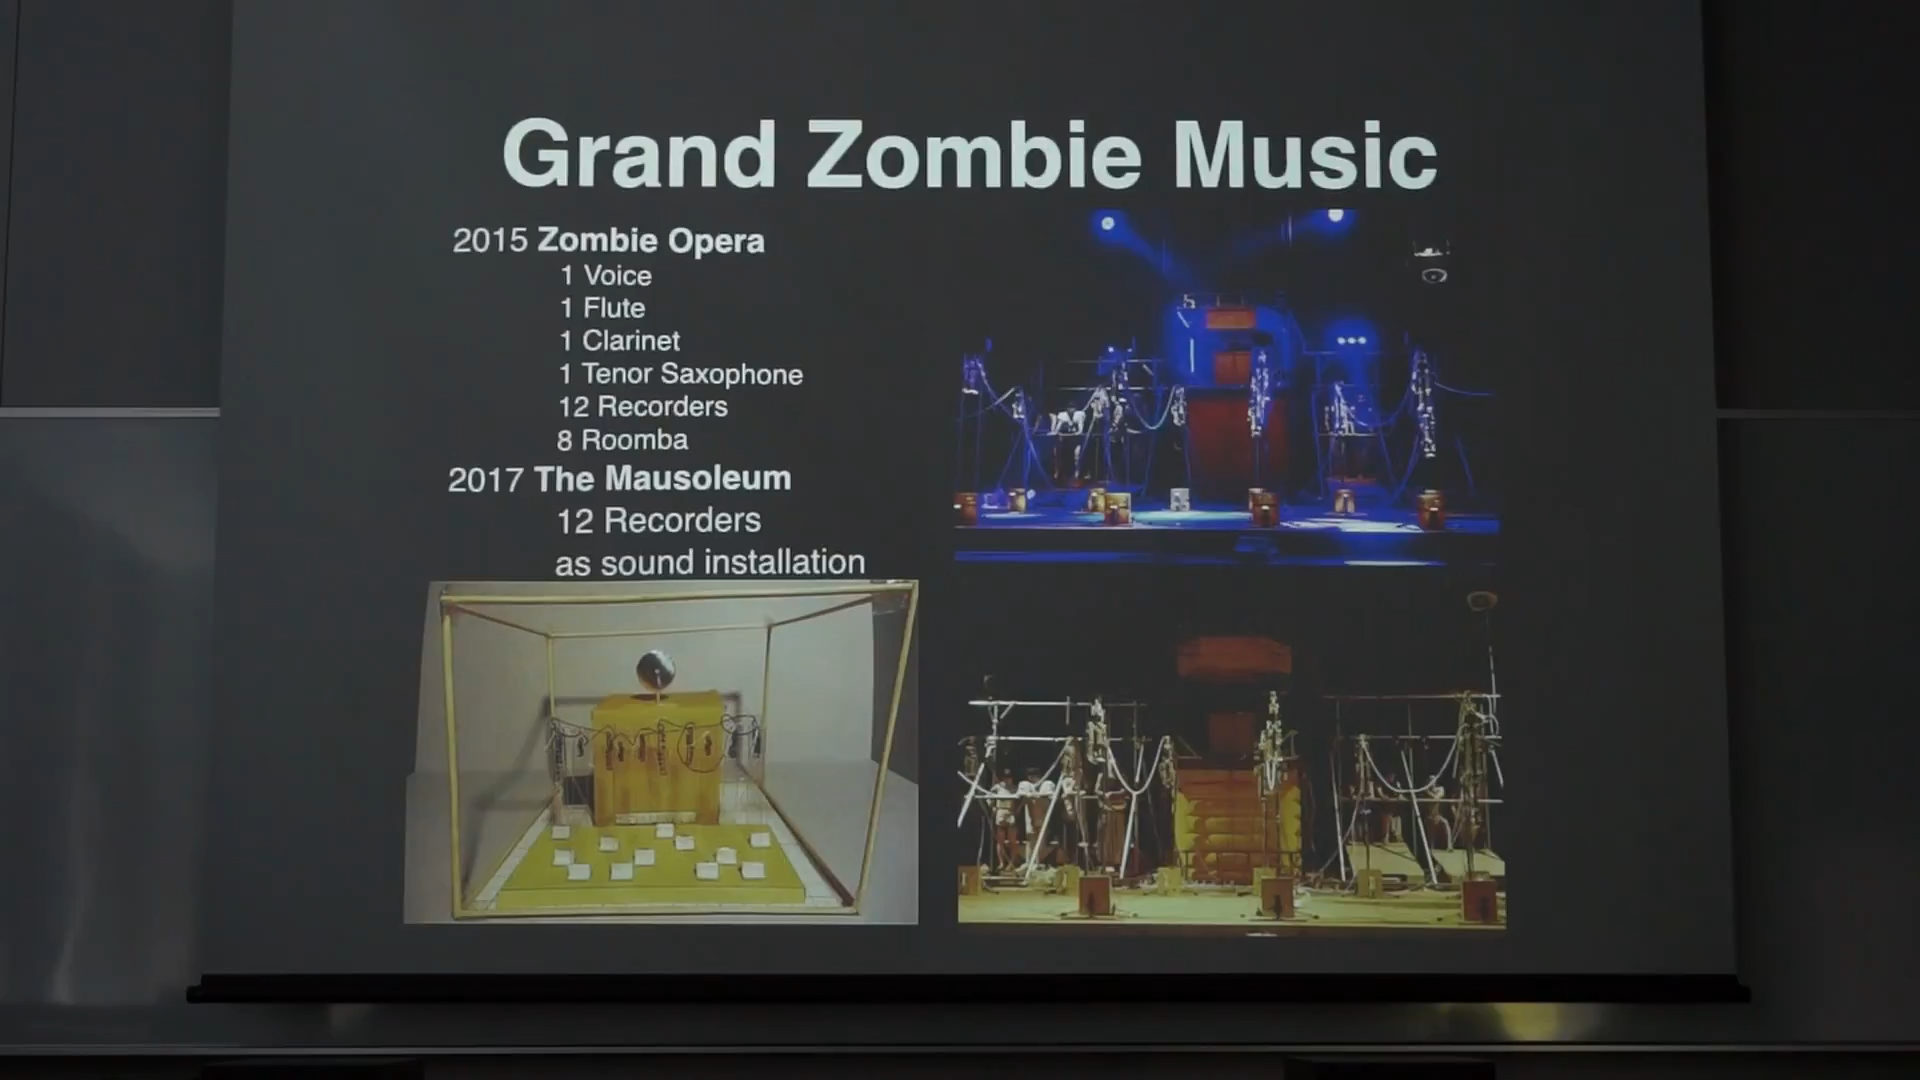 Grand Zombie Music
2015 Zombie Opera
1 Voice
1 Flute
1 Clarinet
1 Tenor Saxophone
12 Recorders
8 Roomba
2017 The Mausoleum
12 Recorders
as sound installation